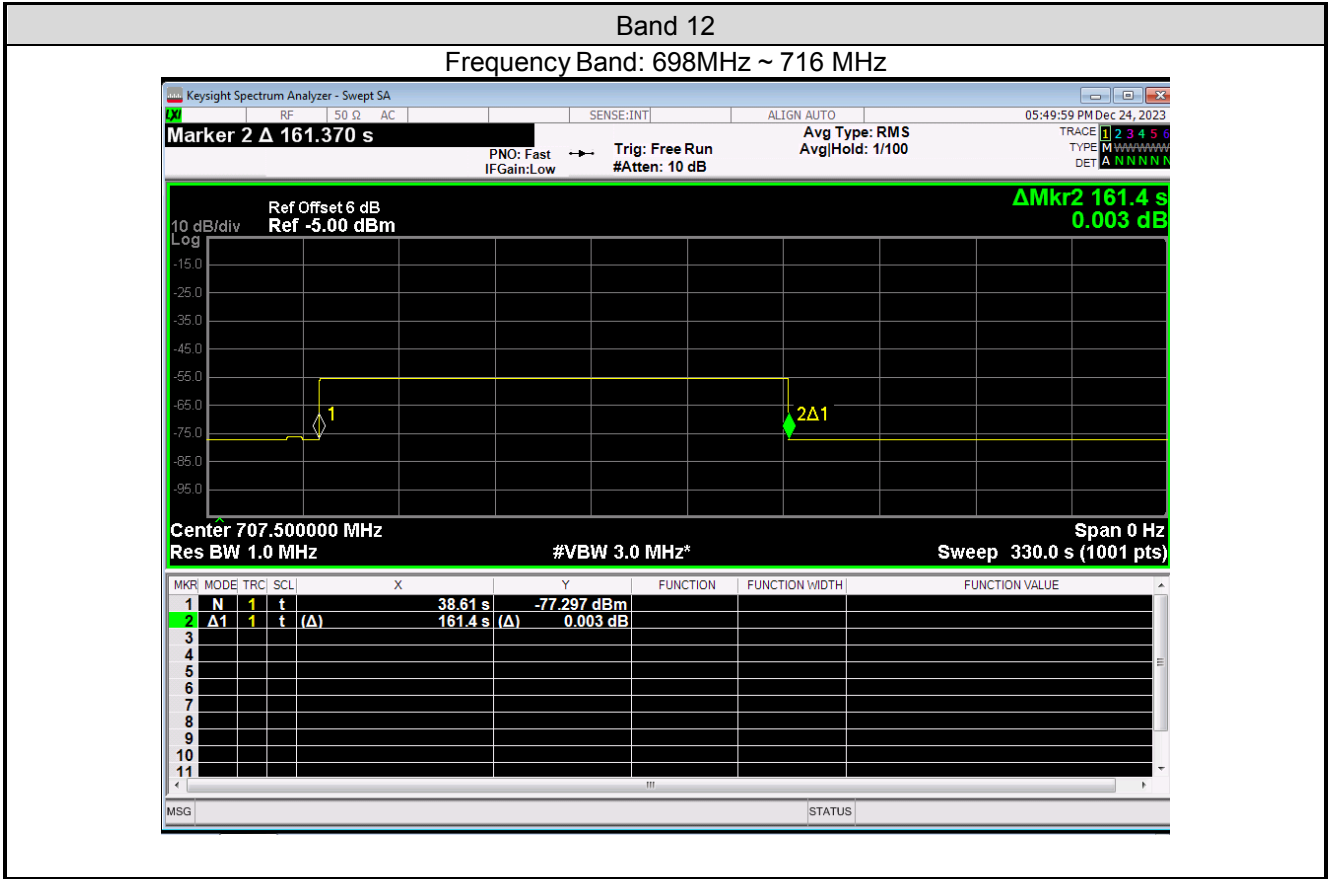 Band 12
Frequency Band: 698MHz ~ 716 MHz
Keysight Spectrum Analyzer - Swept SA
LXI RF 50 Ω AC SENSE:INT ALIGN AUTO 05:49:59 PM Dec 24, 2023
Marker 2 Δ 161.370 s
PNO: Fast
IFGain:Low
Trig: Free Run
#Atten: 10 dB
Avg Type: RMS
Avg|Hold: 1/100
TRACE 1 2 3 4 5 6
TYPE M WWWWW
DET A N N N N N
ΔMkr2 161.4 s
0.003 dB
Ref Offset 6 dB
10 dB/div Ref -5.00 dBm
Log
-15.0
-25.0
-35.0
-45.0
-55.0
-65.0
-75.0
-85.0
-95.0
1
2Δ1
Center 707.500000 MHz Span 0 Hz
Res BW 1.0 MHz #VBW 3.0 MHz* Sweep 330.0 s (1001 pts)
MKR MODE TRC SCL X Y FUNCTION FUNCTION WIDTH FUNCTION VALUE
1 N 1 t 38.61 s -77.297 dBm
2 Δ1 1 t (Δ) 161.4 s (Δ) 0.003 dB
3
4
5
6
7
8
9
10
11
MSG STATUS